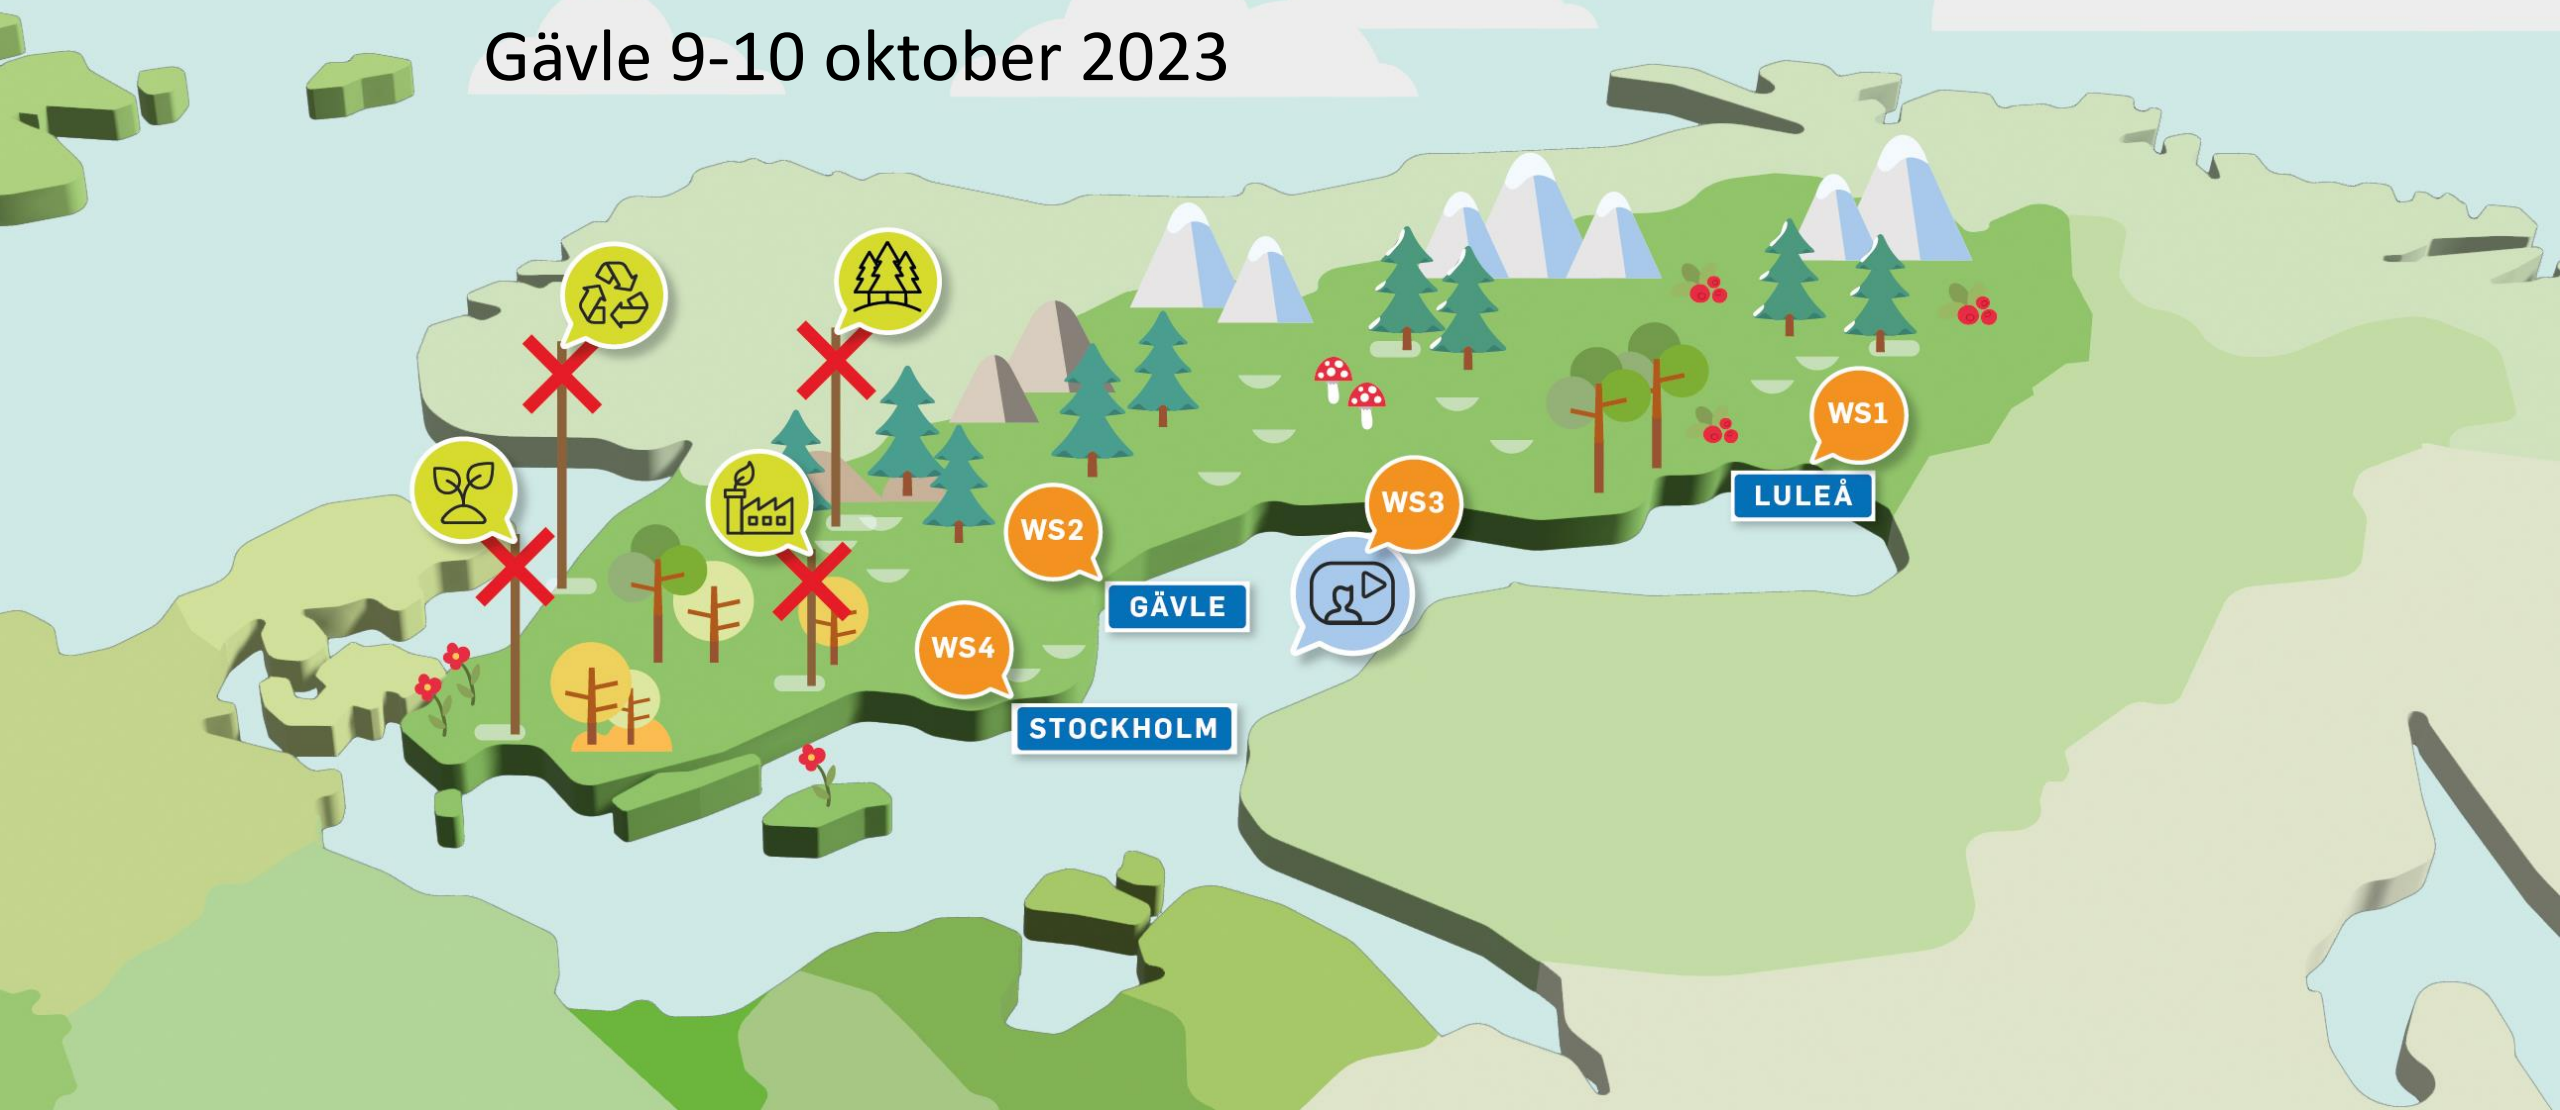 Gävle 9-10 oktober 2023
WS1
LULEÅ
WS3
WS2
GÄVLE
WS4
STOCKHOLM